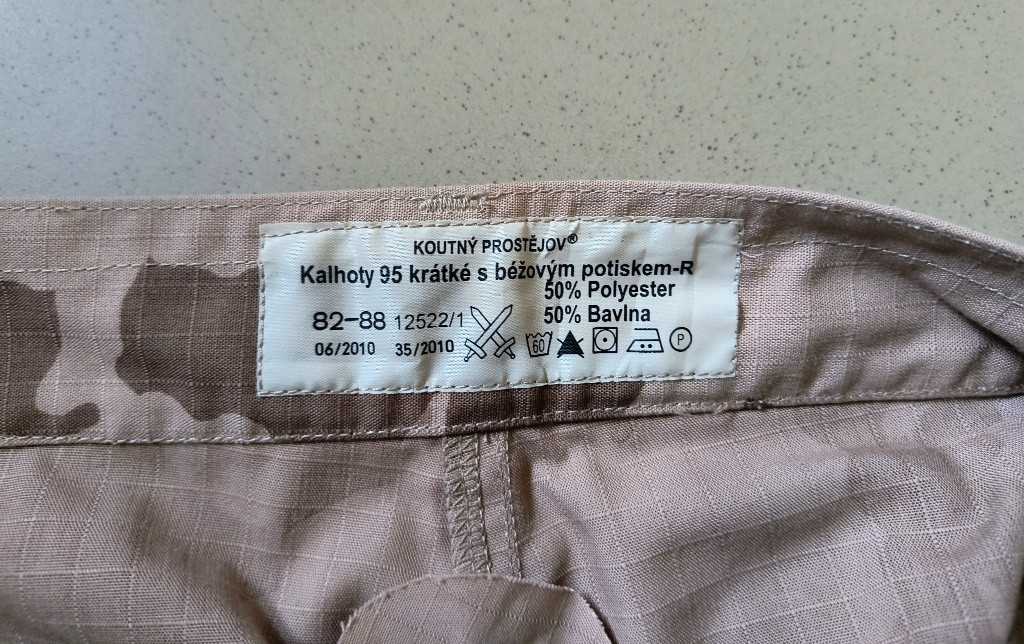 KOUTNÝ PROSTĚJOV®
Kalhoty 95 krátké s béžovým potiskem-R
50% Polyester
82-88 12522/1 50% Bavlna
06/2010 35/2010 60 P